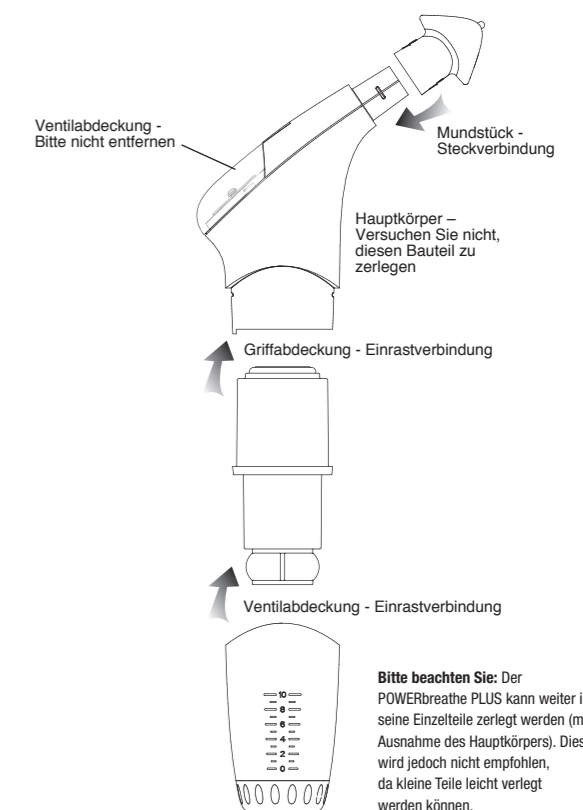 Ventilabdeckung -
Bitte nicht entfernen
Mundstück -
Steckverbindung
Hauptkörper –
Versuchen Sie nicht,
diesen Bauteil zu
zerlegen
Griffabdeckung - Einrastverbindung
Ventilabdeckung - Einrastverbindung
10
8
6
4
2
0
Bitte beachten Sie: Der
POWERbreathe PLUS kann weiter
seine Einzelteile zerlegt werden
Ausnahme des Hauptkörpers).
wird jedoch nicht empfohlen,
da kleine Teile leicht verlegt
werden können.